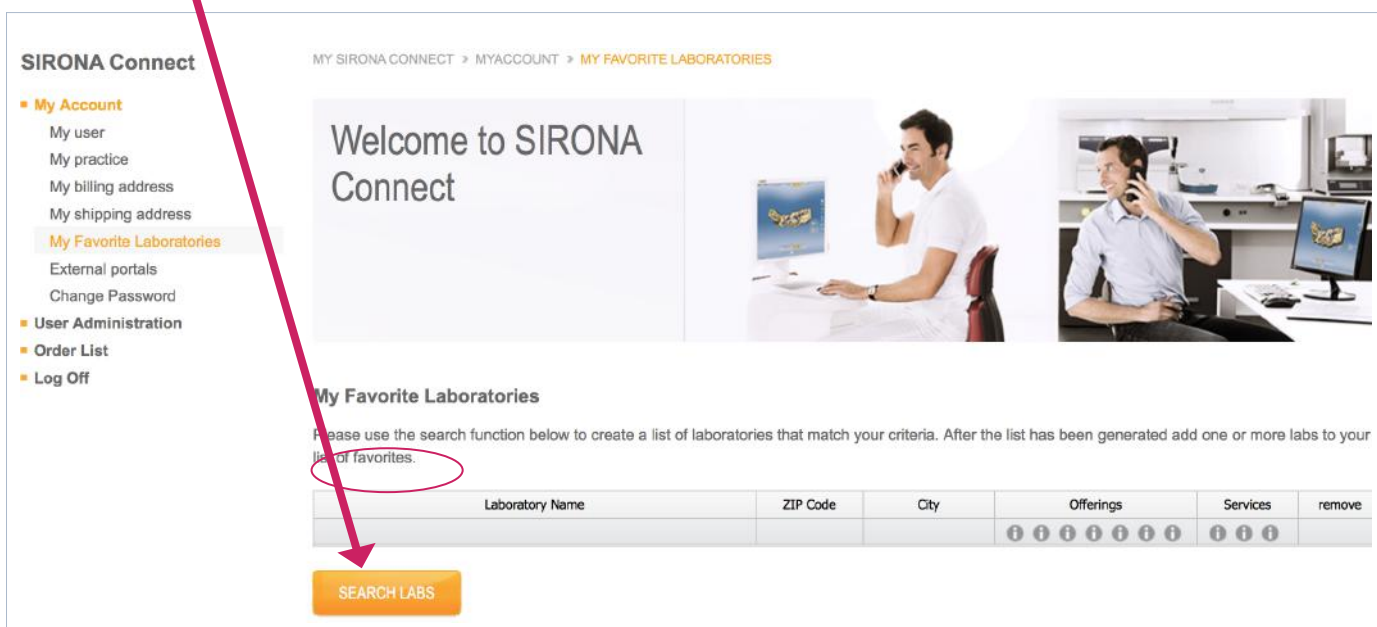 SIRONA Connect
My Account
My user
My practice
My billing address
My shipping address
My Favorite Laboratories
External portals
Change Password
User Administration
Order List
Log Off
MY SIRONA CONNECT » MYACCOUNT » MY FAVORITE LABORATORIES
Welcome to SIRONA
Connect
My Favorite Laboratories
Please use the search function below to create a list of laboratories that match your criteria. After the list has been generated add one or more labs to your
list of favorites.
Laboratory Name ZIP Code City Offerings Services remove
SEARCH LABS